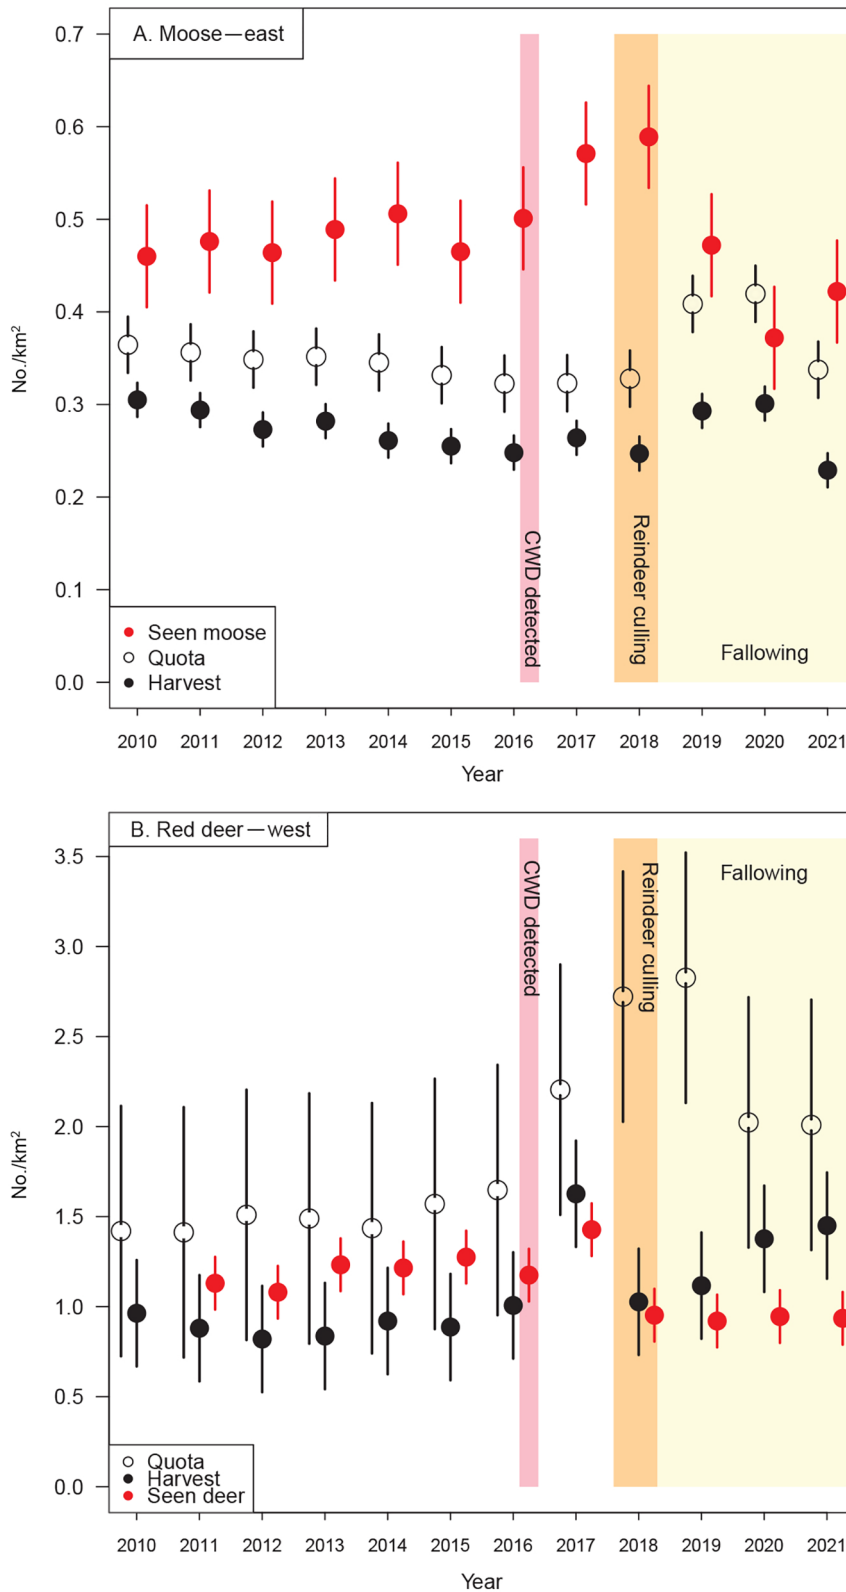 A. Moose—east
0.7
0.6
0.5
0.4
0.3
0.2
0.1
0.0
No./km²
CWD detected
Reindeer culling
Fallowing
Seen moose
Quota
Harvest
2010 2011 2012 2013 2014 2015 2016 2017 2018 2019 2020 2021
Year
B. Red deer—west
3.5
3.0
2.5
2.0
1.5
1.0
0.5
0.0
No./km²
CWD detected
Reindeer culling
Fallowing
Quota
Harvest
Seen deer
2010 2011 2012 2013 2014 2015 2016 2017 2018 2019 2020 2021
Year